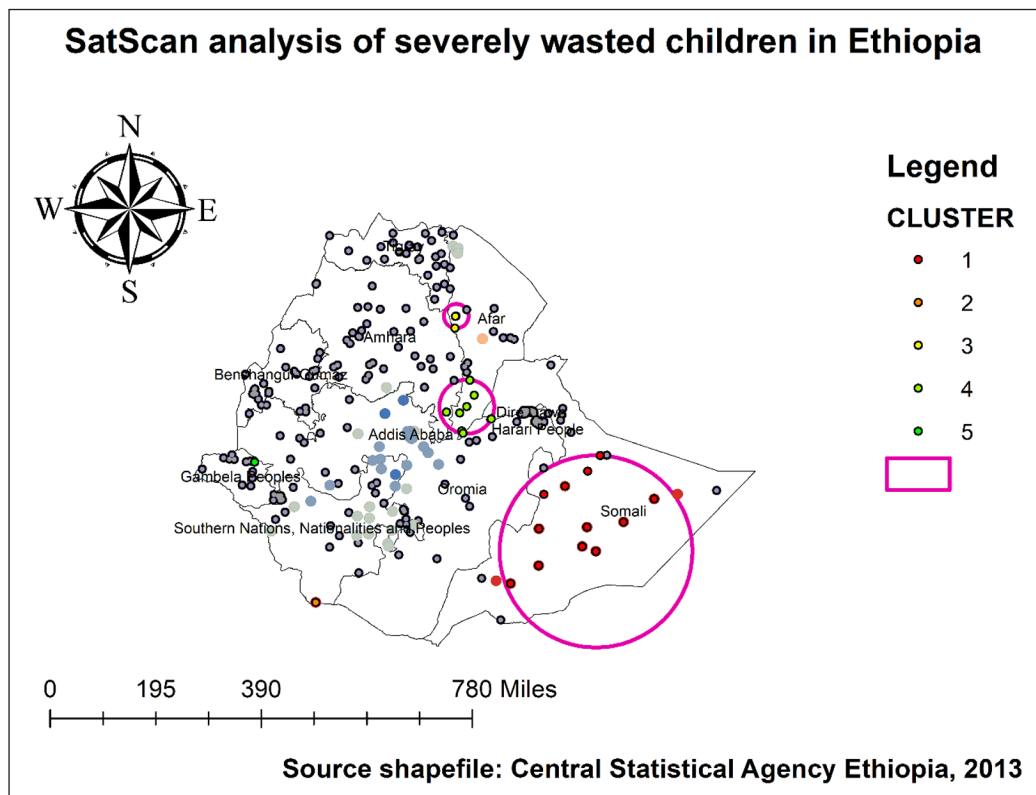 SatScan analysis of severely wasted children in Ethiopia
N
W E
S
Legend
CLUSTER
1
2
3
4
5
Tigray
Afar
Amhara
Benshangul-Gumaz
Dire Dawa
Addis Ababa
Harari People
Gambela Peoples
Oromia
Somali
Southern Nations, Nationalities and Peoples
0 195 390 780 Miles
Source shapefile: Central Statistical Agency Ethiopia, 2013